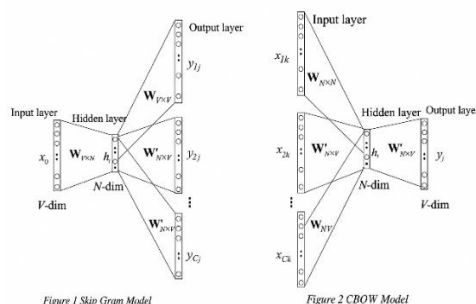 Output layer
y1j
WV×V
Input layer
Hidden layer
x0
WV×N
hi
W'N×V
y2j
N-dim
V-dim
W'N×V
yCj
Figure 1 Skip Gram Model
Input layer
x1k
WN×N
Hidden layer
Output layer
x2k
W'N×V
hi
W'N×V
yj
N-dim
V-dim
WNV
xCk
Figure 2 CBOW Model